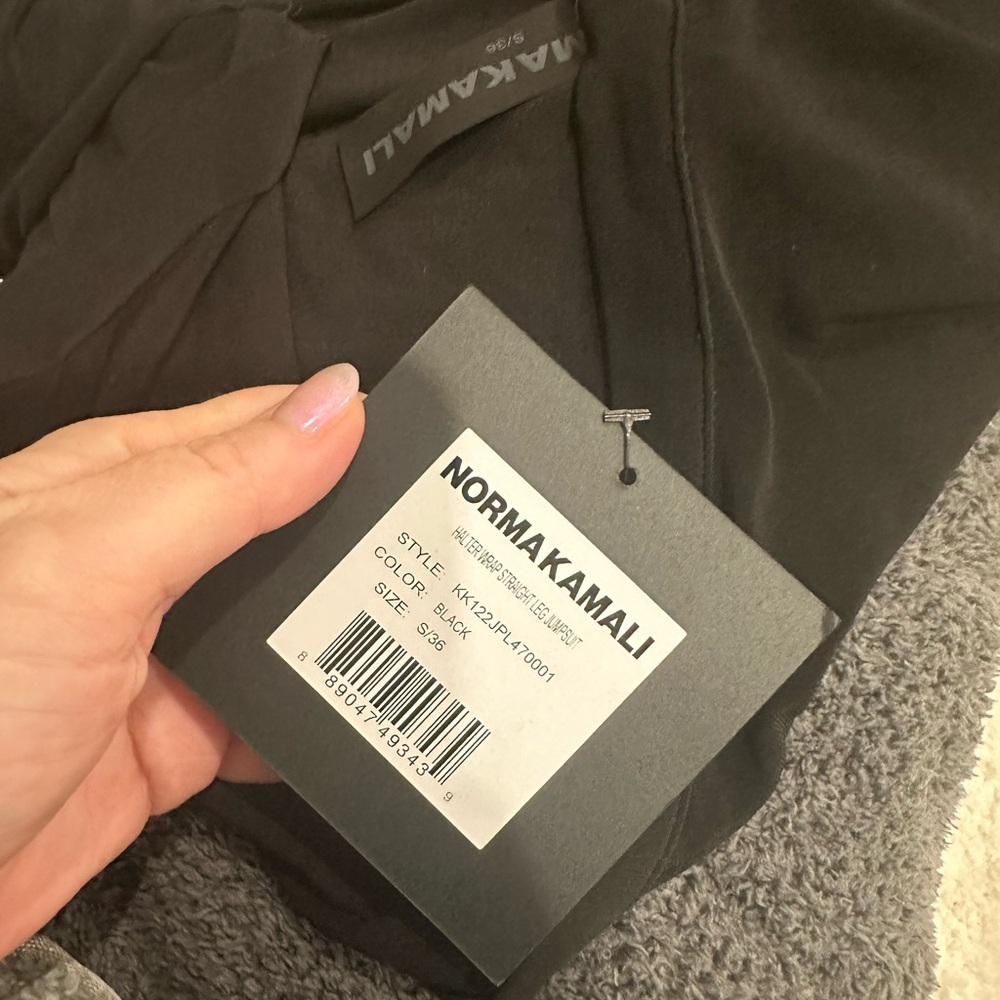 S/36
MAKAMALI
NORMAKAMALI
HALTER WRAP STRAIGHT LEG JUMPSUIT
STYLE: KK122JPL470001
COLOR: BLACK
SIZE: S/36
8 89047 49343 9